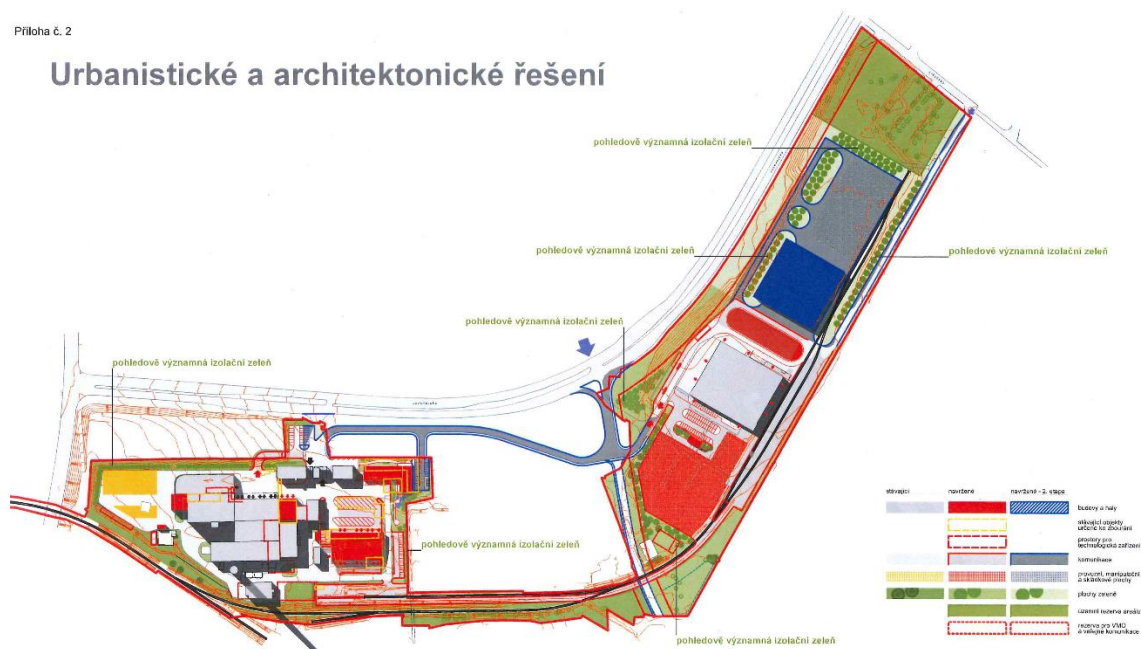 Příloha č. 2
Urbanistické a architektonické řešení
pohledově významná izolační zeleň
pohledově významná izolační zeleň
pohledově významná izolační zeleň
pohledově významná izolační zeleň
pohledově významná izolační zeleň
pohledově významná izolační zeleň
pohledově významná izolační zeleň
stávající
navržené
navržené - 2. etapa
budovy a haly
stávající objekty
určené ke zbourání
prostory pro
technologická zařízení
komunikace
provozní, manipulační
a skladové plochy
plochy zeleně
územní rezerva areálu
rezerva pro VMO
a veřejné komunikace